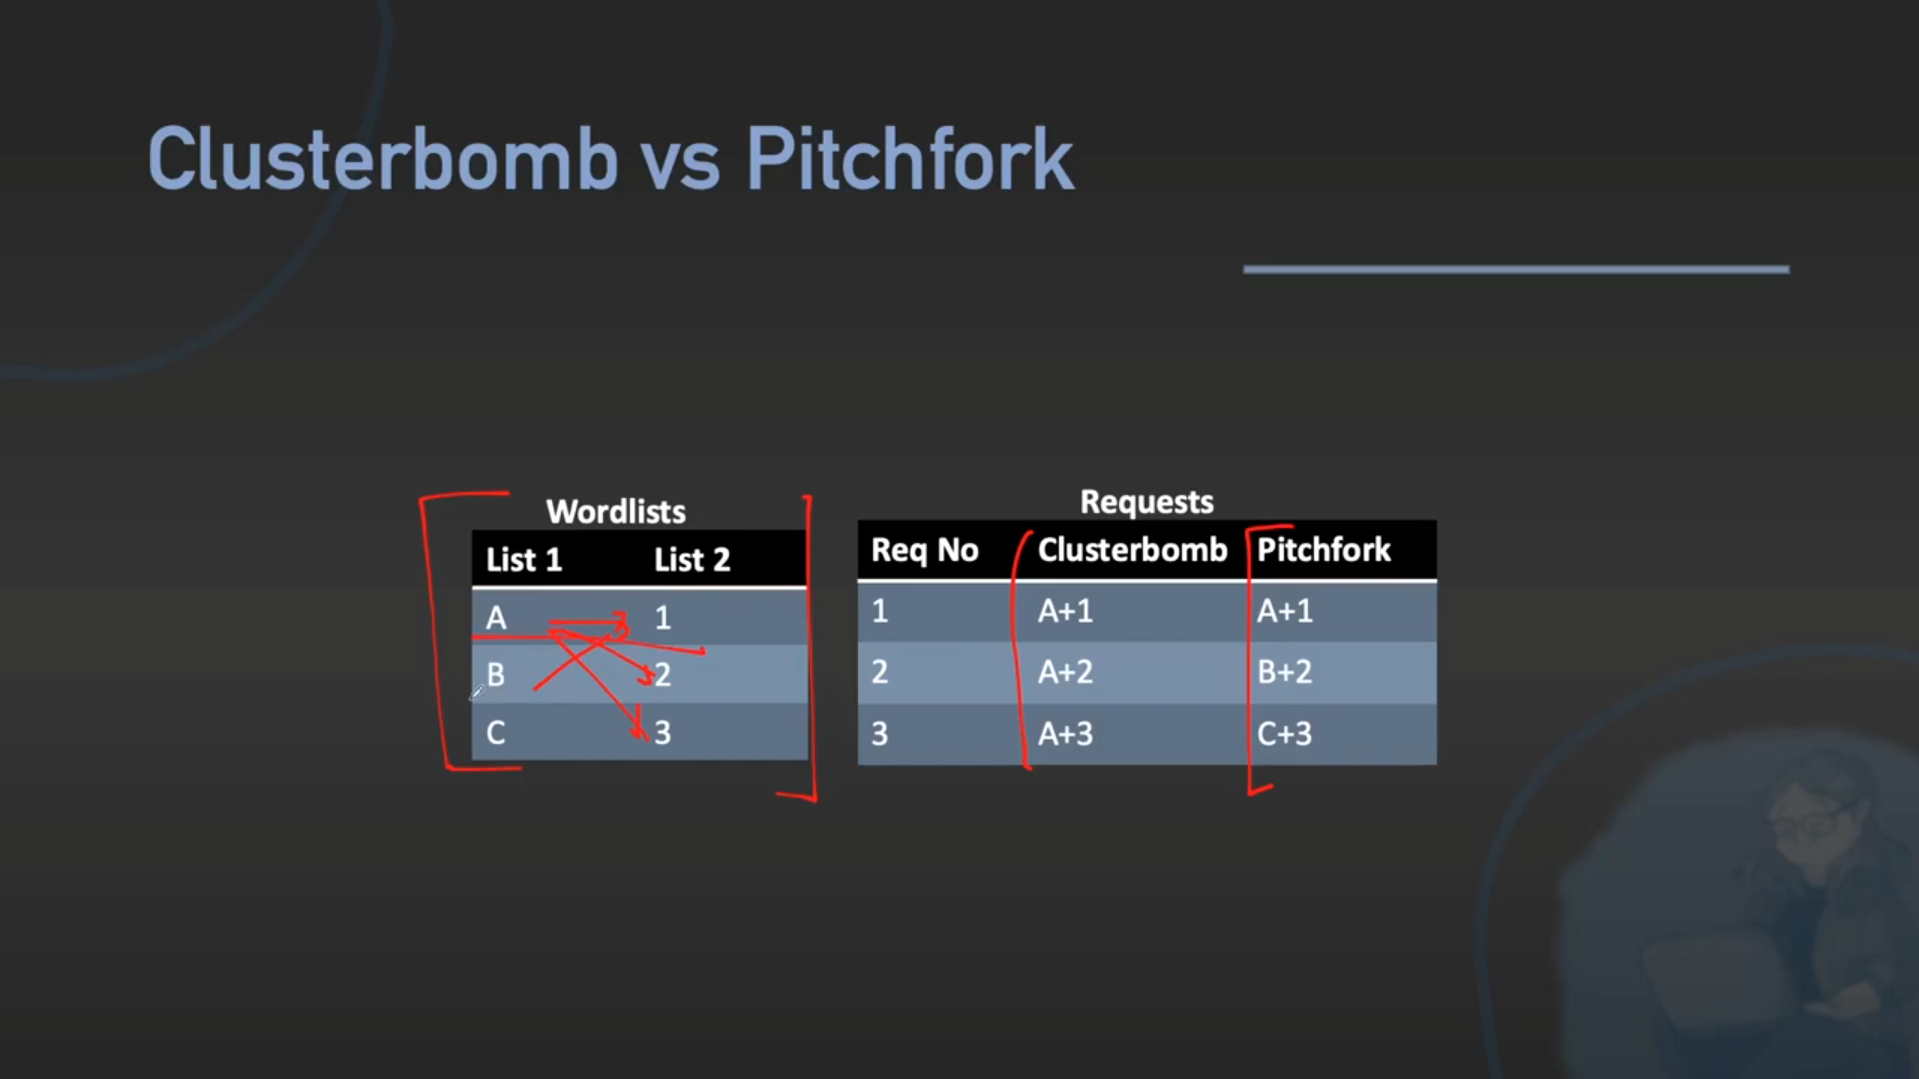 Clusterbomb vs Pitchfork
Wordlists
List 1 List 2
A 1
B 2
C 3
Requests
Req No Clusterbomb Pitchfork
1 A+1 A+1
2 A+2 B+2
3 A+3 C+3